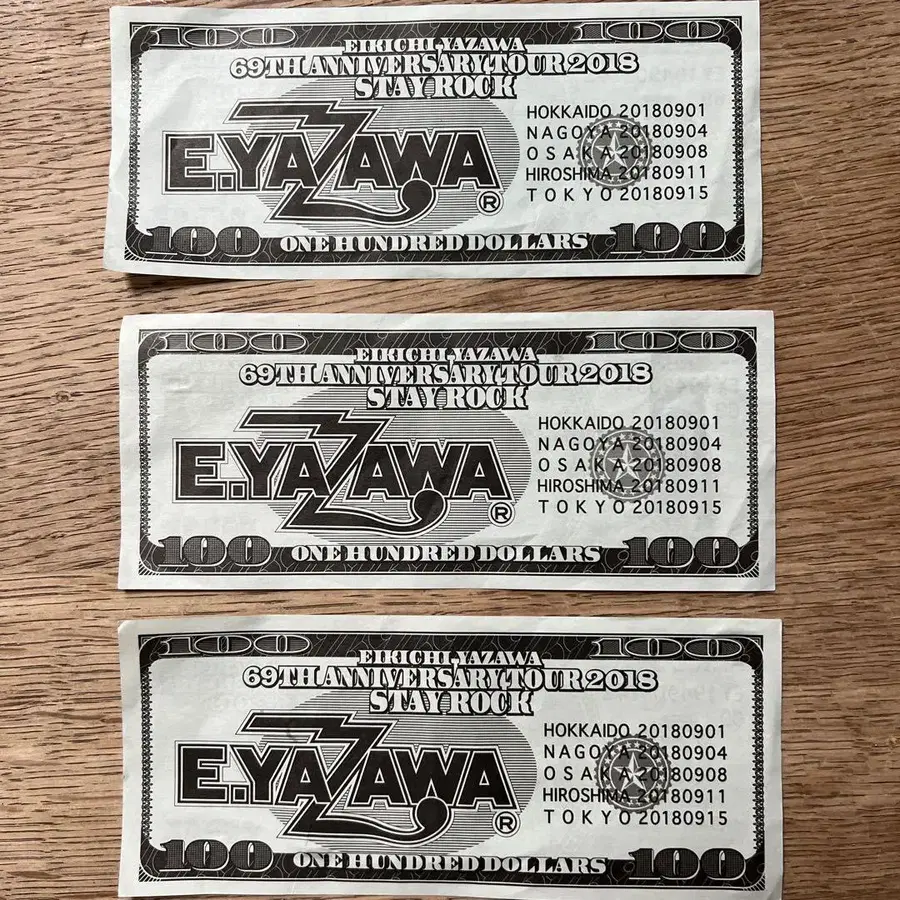 100 100
EIKICHI YAZAWA
69TH ANNIVERSARY TOUR 2018
STAY ROCK
E.YAZAWA ®
HOKKAIDO 20180901
NAGOYA 20180904
OSAKA 20180908
HIROSHIMA 20180911
TOKYO 20180915
100 ONE HUNDRED DOLLARS 100
100 100
EIKICHI YAZAWA
69TH ANNIVERSARY TOUR 2018
STAY ROCK
E.YAZAWA ®
HOKKAIDO 20180901
NAGOYA 20180904
OSAKA 20180908
HIROSHIMA 20180911
TOKYO 20180915
100 ONE HUNDRED DOLLARS 100
100 100
EIKICHI YAZAWA
69TH ANNIVERSARY TOUR 2018
STAY ROCK
E.YAZAWA ®
HOKKAIDO 20180901
NAGOYA 20180904
OSAKA 20180908
HIROSHIMA 20180911
TOKYO 20180915
100 ONE HUNDRED DOLLARS 100